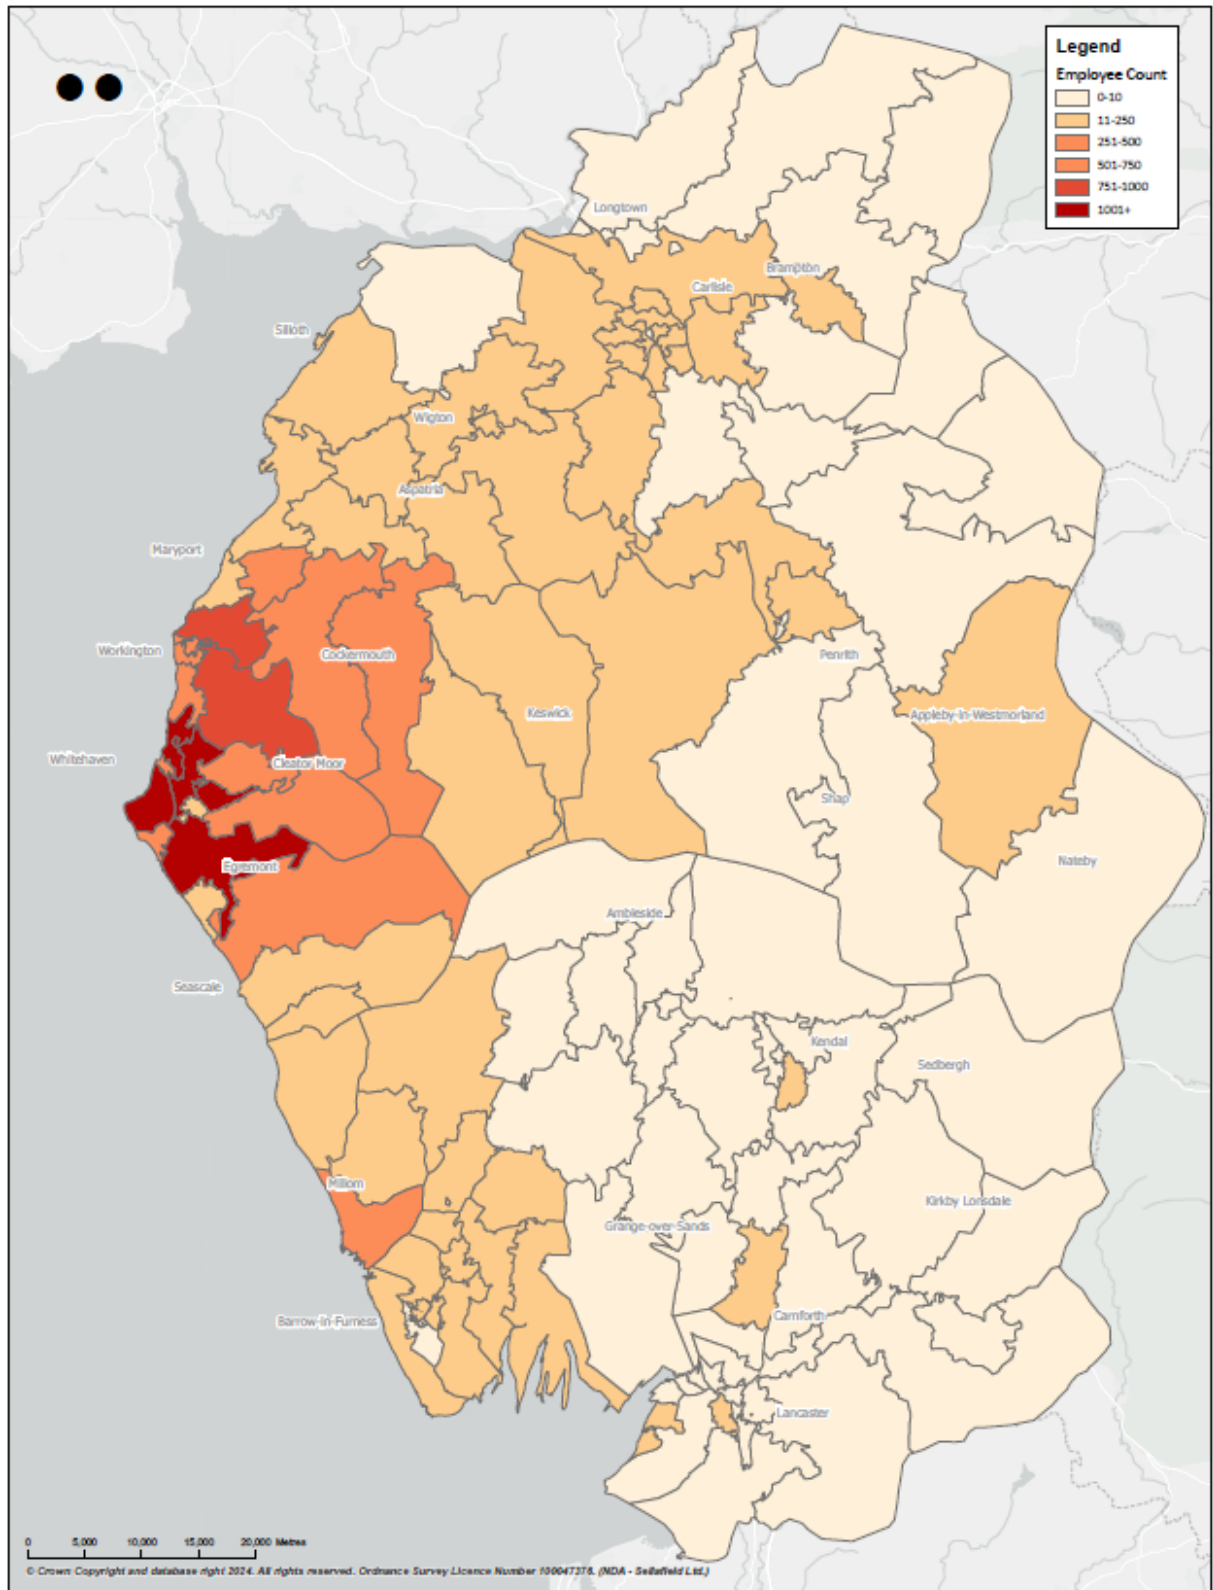 Legend
Employee Count
0-10
11-250
251-500
501-750
751-1000
1001+
Longtown
Brampton
Carlisle
Silloth
Wigton
Aspatria
Maryport
Workington
Cockermouth
Penrith
Keswick
Appleby-in-Westmorland
Whitehaven
Cleator Moor
Shap
Egremont
Nateby
Ambleside
Seascale
Kendal
Sedbergh
Millom
Kirkby Lonsdale
Grange-over-Sands
Barrow-in-Furness
Carnforth
Lancaster
0 5,000 10,000 15,000 20,000 Metres
© Crown Copyright and database right 2024. All rights reserved. Ordnance Survey Licence Number 100047376. (NDA - Sellafield Ltd.)